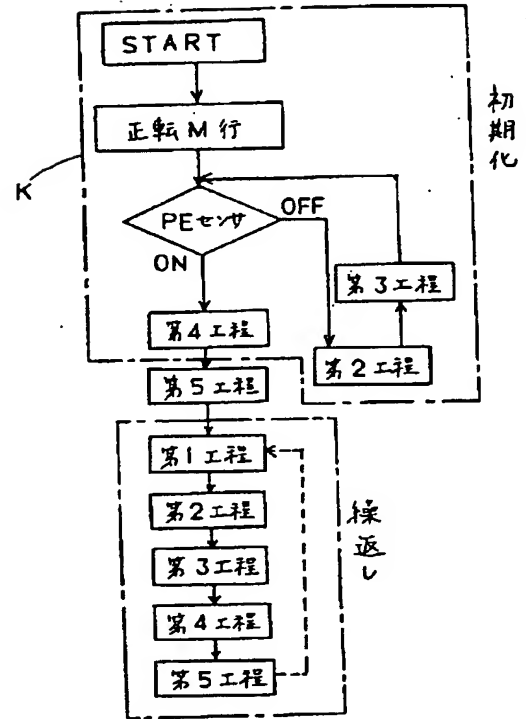 START
正転M行
初期化
K
PEセンサ
OFF
ON
第3工程
第4工程
第2工程
第5工程
第1工程
第2工程
繰返し
第3工程
第4工程
第5工程